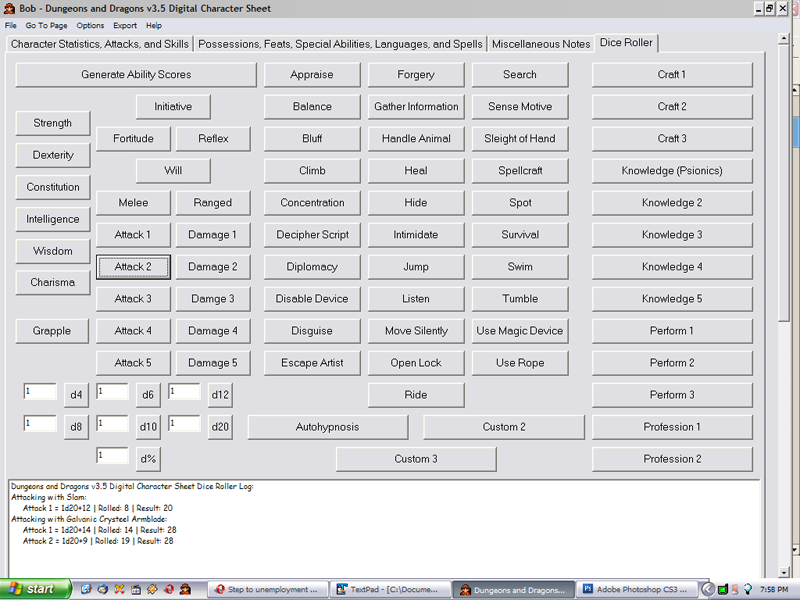 Bob - Dungeons and Dragons v3.5 Digital Character Sheet
File Go To Page Options Export Help
Character Statistics, Attacks, and Skills Possessions, Feats, Special Abilities, Languages, and Spells Miscellaneous Notes Dice Roller
Generate Ability Scores Appraise Forgery Search Craft 1
Initiative Balance Gather Information Sense Motive Craft 2
Strength
Fortitude Reflex Bluff Handle Animal Sleight of Hand Craft 3
Dexterity
Will Climb Heal Spellcraft Knowledge (Psionics)
Constitution
Melee Ranged Concentration Hide Spot Knowledge 2
Intelligence
Attack 1 Damage 1 Decipher Script Intimidate Survival Knowledge 3
Wisdom
Attack 2 Damage 2 Diplomacy Jump Swim Knowledge 4
Charisma
Attack 3 Damge 3 Disable Device Listen Tumble Knowledge 5
Grapple Attack 4 Damage 4 Disguise Move Silently Use Magic Device Perform 1
Attack 5 Damage 5 Escape Artist Open Lock Use Rope Perform 2
1 d4 1 d6 1 d12 Ride Perform 3
1 d8 1 d10 1 d20 Autohypnosis Custom 2 Profession 1
1 d% Custom 3 Profession 2
Dungeons and Dragons v3.5 Digital Character Sheet Dice Roller Log:
Attacking with Slam:
Attack 1 = 1d20+12 | Rolled: 8 | Result: 20
Attacking with Galvanic Crysteel Armblade:
Attack 1 = 1d20+14 | Rolled: 14 | Result: 28
Attack 2 = 1d20+9 | Rolled: 19 | Result: 28
start Step to unemployment ... TextPad - [C:\Docume... Dungeons and Dragons... Adobe Photoshop CS3 ... 7:58 PM